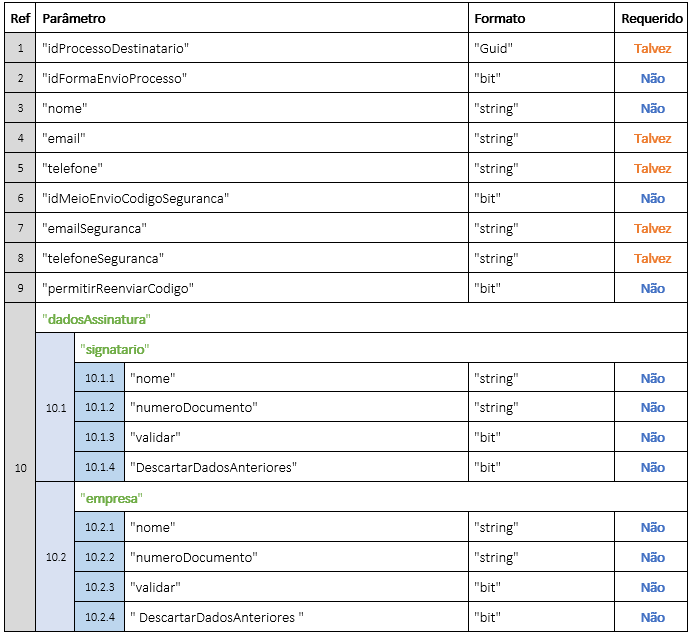 Ref Parâmetro Formato Requerido
1 "idProcessoDestinatario" "Guid" Talvez
2 "idFormaEnvioProcesso" "bit" Não
3 "nome" "string" Não
4 "email" "string" Talvez
5 "telefone" "string" Talvez
6 "idMeioEnvioCodigoSeguranca" "bit" Não
7 "emailSeguranca" "string" Talvez
8 "telefoneSeguranca" "string" Talvez
9 "permitirReenviarCodigo" "bit" Não
10 "dadosAssinatura"
10.1 "signatario"
10.1.1 "nome" "string" Não
10.1.2 "numeroDocumento" "string" Não
10.1.3 "validar" "bit" Não
10.1.4 "DescartarDadosAnteriores" "bit" Não
10.2 "empresa"
10.2.1 "nome" "string" Não
10.2.2 "numeroDocumento" "string" Não
10.2.3 "validar" "bit" Não
10.2.4 " DescartarDadosAnteriores " "bit" Não